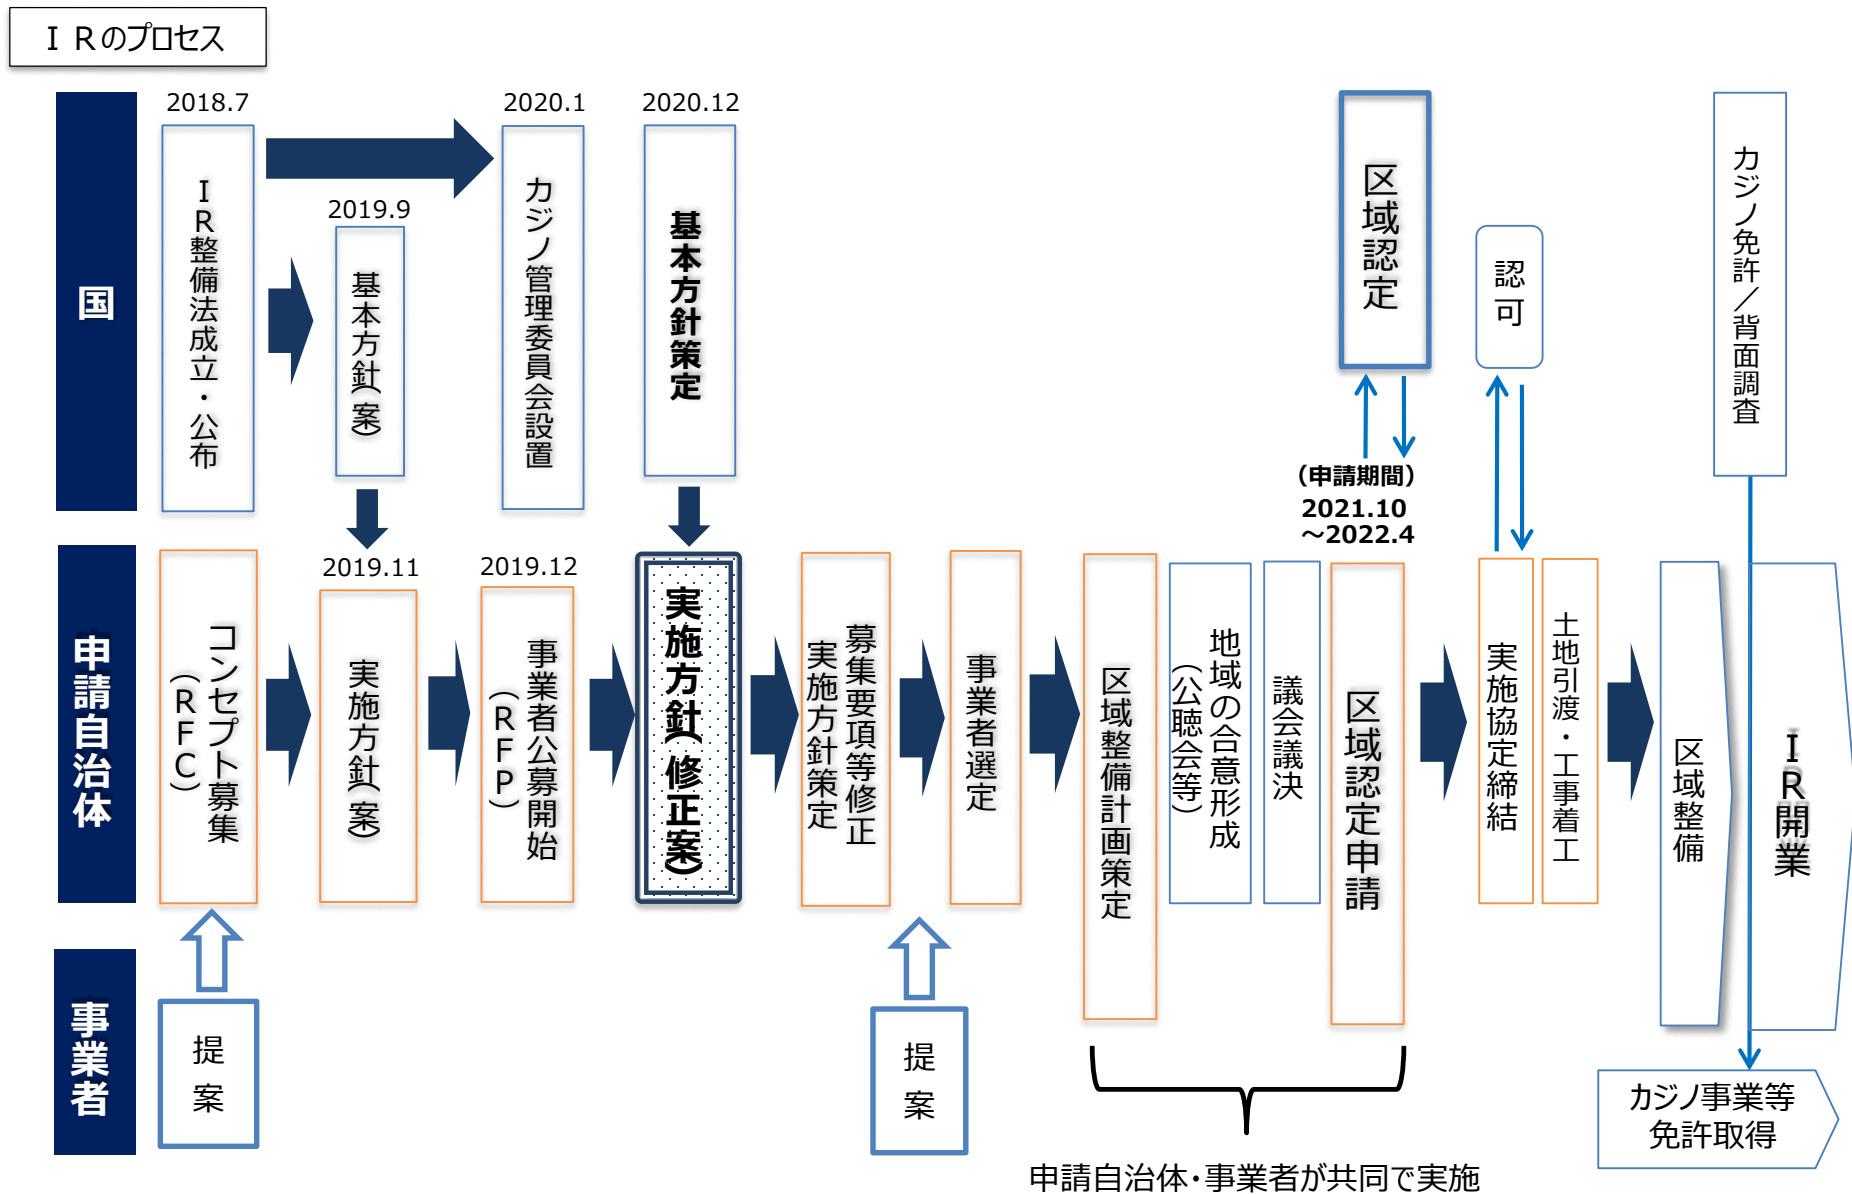 ＩＲのプロセス
国
2018.7
ＩＲ整備法成立・公布
2019.9
基本方針（案）
2020.1
カジノ管理委員会設置
2020.12
基本方針策定
区域認定
認可
カジノ免許／背面調査
（申請期間）
2021.10
～2022.4
申請自治体
コンセプト募集
（ＲＦＣ）
2019.11
実施方針（案）
2019.12
事業者公募開始
（ＲＦＰ）
実施方針（修正案）
募集要項等修正
実施方針策定
事業者選定
区域整備計画策定
地域の合意形成
（公聴会等）
議会議決
区域認定申請
実施協定締結
土地引渡・工事着工
区域整備
ＩＲ開業
事業者
提案
提案
申請自治体・事業者が共同で実施
カジノ事業等
免許取得